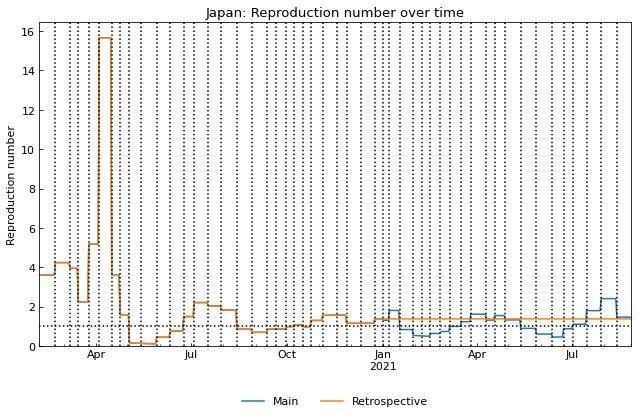 Japan: Reproduction number over time
Reproduction number
16
14
12
10
8
6
4
2
0
Apr Jul Oct Jan Apr Jul
2021
Main Retrospective